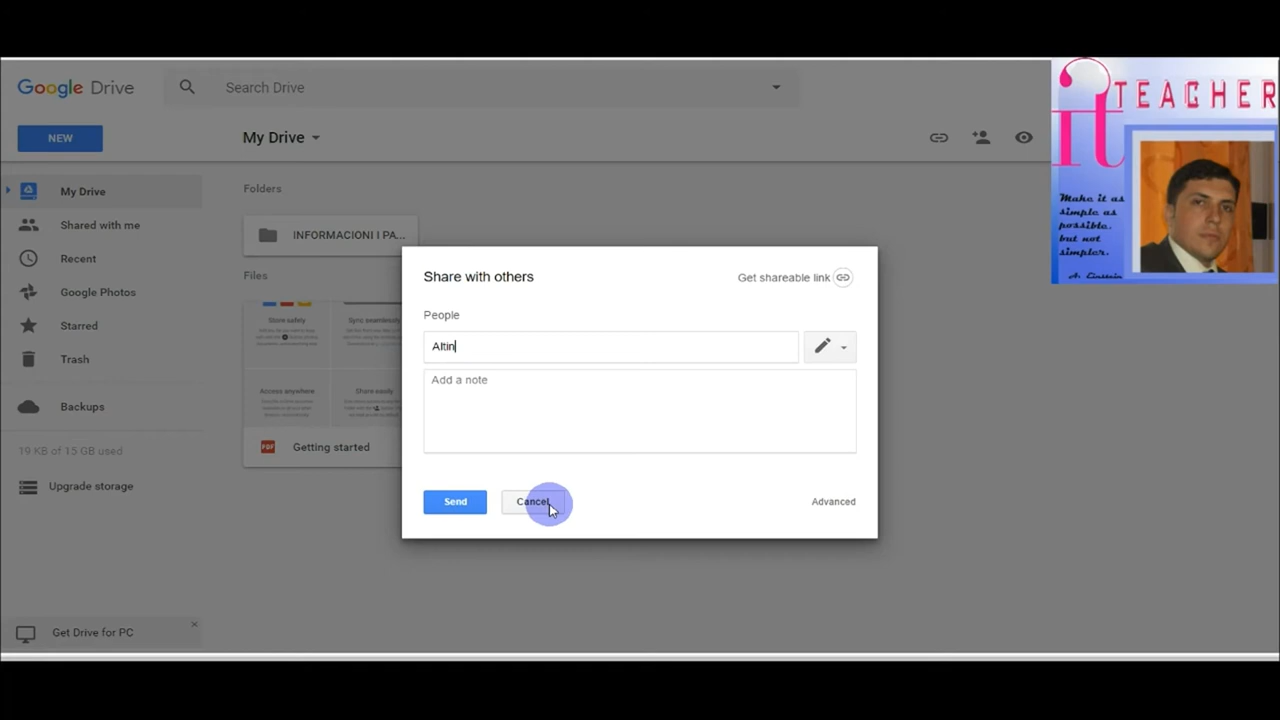 Google Drive
Search Drive
NEW
My Drive
My Drive
Shared with me
Recent
Google Photos
Starred
Trash
Backups
19 KB of 15 GB used
Upgrade storage
Get Drive for PC
Folders
INFORMACIONI I PA...
Files
Store safely
Sync seamlessly
Access anywhere
Share easily
PDF
Getting started
Share with others
Get shareable link
People
Altin
Add a note
Send
Cancel
Advanced
it TEACHER
Make it as
simple as
possible.
but not
simpler.
A. Einstein